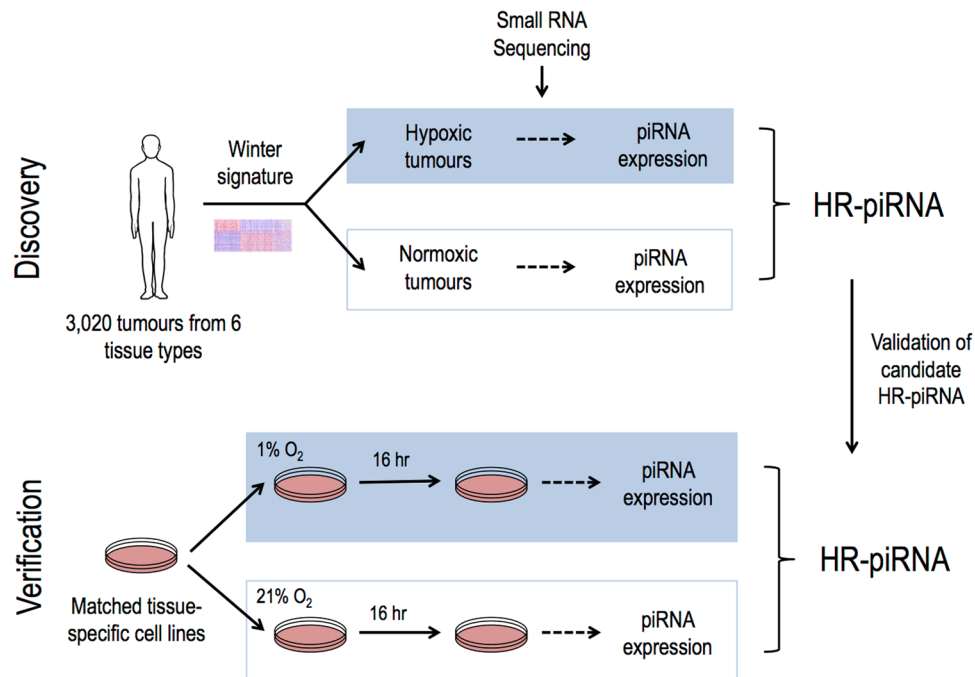 Small RNA
Sequencing
Discovery
Winter
signature
Hypoxic
tumours
piRNA
expression
Normoxic
tumours
piRNA
expression
HR-piRNA
3,020 tumours from 6
tissue types
Validation of
candidate
HR-piRNA
Verification
1% O₂
16 hr
piRNA
expression
Matched tissue-
specific cell lines
21% O₂
16 hr
piRNA
expression
HR-piRNA